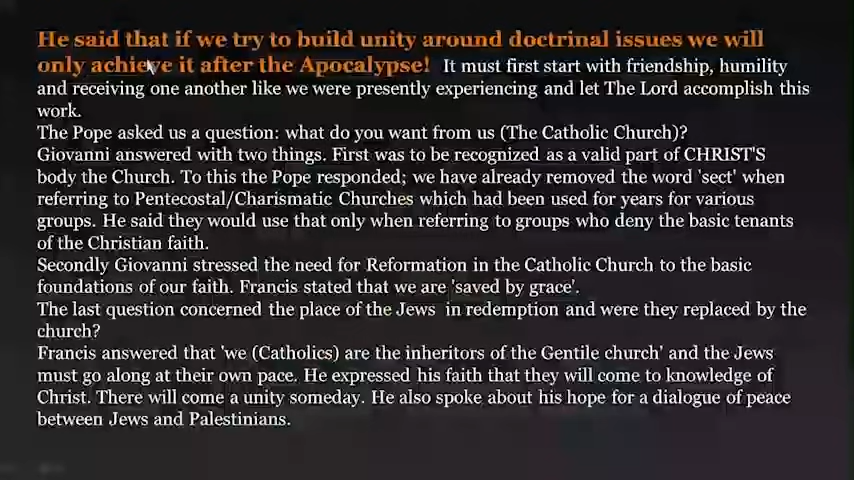 He said that if we try to build unity around doctrinal issues we will
only achieve it after the Apocalypse! It must first start with friendship, humility
and receiving one another like we were presently experiencing and let The Lord accomplish this
work.
The Pope asked us a question: what do you want from us (The Catholic Church)?
Giovanni answered with two things. First was to be recognized as a valid part of CHRIST'S
body the Church. To this the Pope responded; we have already removed the word 'sect' when
referring to Pentecostal/Charismatic Churches which had been used for years for various
groups. He said they would use that only when referring to groups who deny the basic tenants
of the Christian faith.
Secondly Giovanni stressed the need for Reformation in the Catholic Church to the basic
foundations of our faith. Francis stated that we are 'saved by grace'.
The last question concerned the place of the Jews in redemption and were they replaced by the
church?
Francis answered that 'we (Catholics) are the inheritors of the Gentile church' and the Jews
must go along at their own pace. He expressed his faith that they will come to knowledge of
Christ. There will come a unity someday. He also spoke about his hope for a dialogue of peace
between Jews and Palestinians.